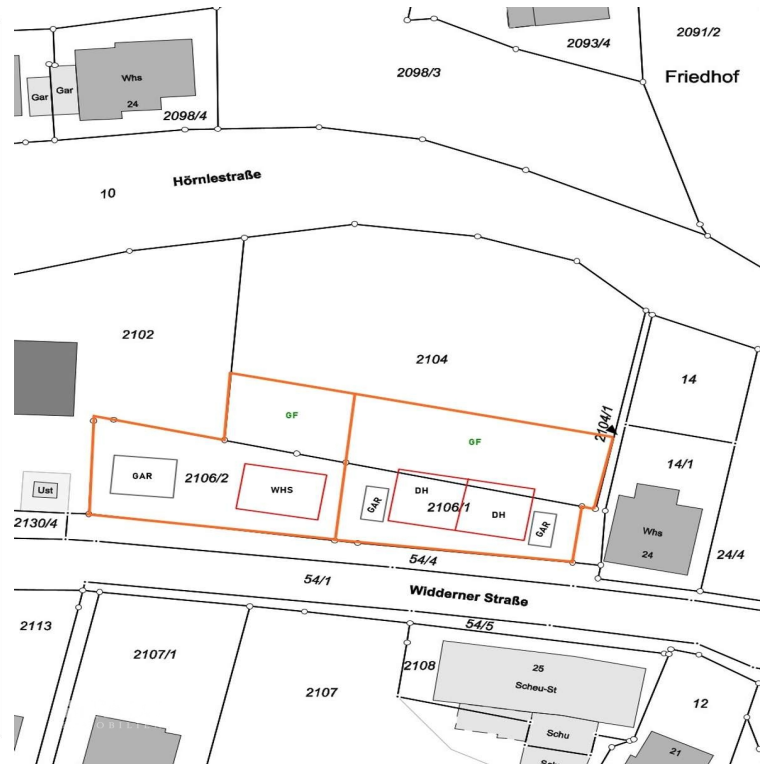 2091/2
2093/4
Friedhof
2098/3
Whs
24
Gar
Gar
2098/4
Hörnlestraße
10
2102
2104
14
GF
GF
2104/1
14/1
GAR
2106/2
WHS
GAR
DH
2106/1
DH
GAR
Ust
2130/4
Whs
24
24/4
54/4
54/1
Widderner Straße
54/5
2113
2107/1
2108
25
Scheu-St
2107
12
Schu
21